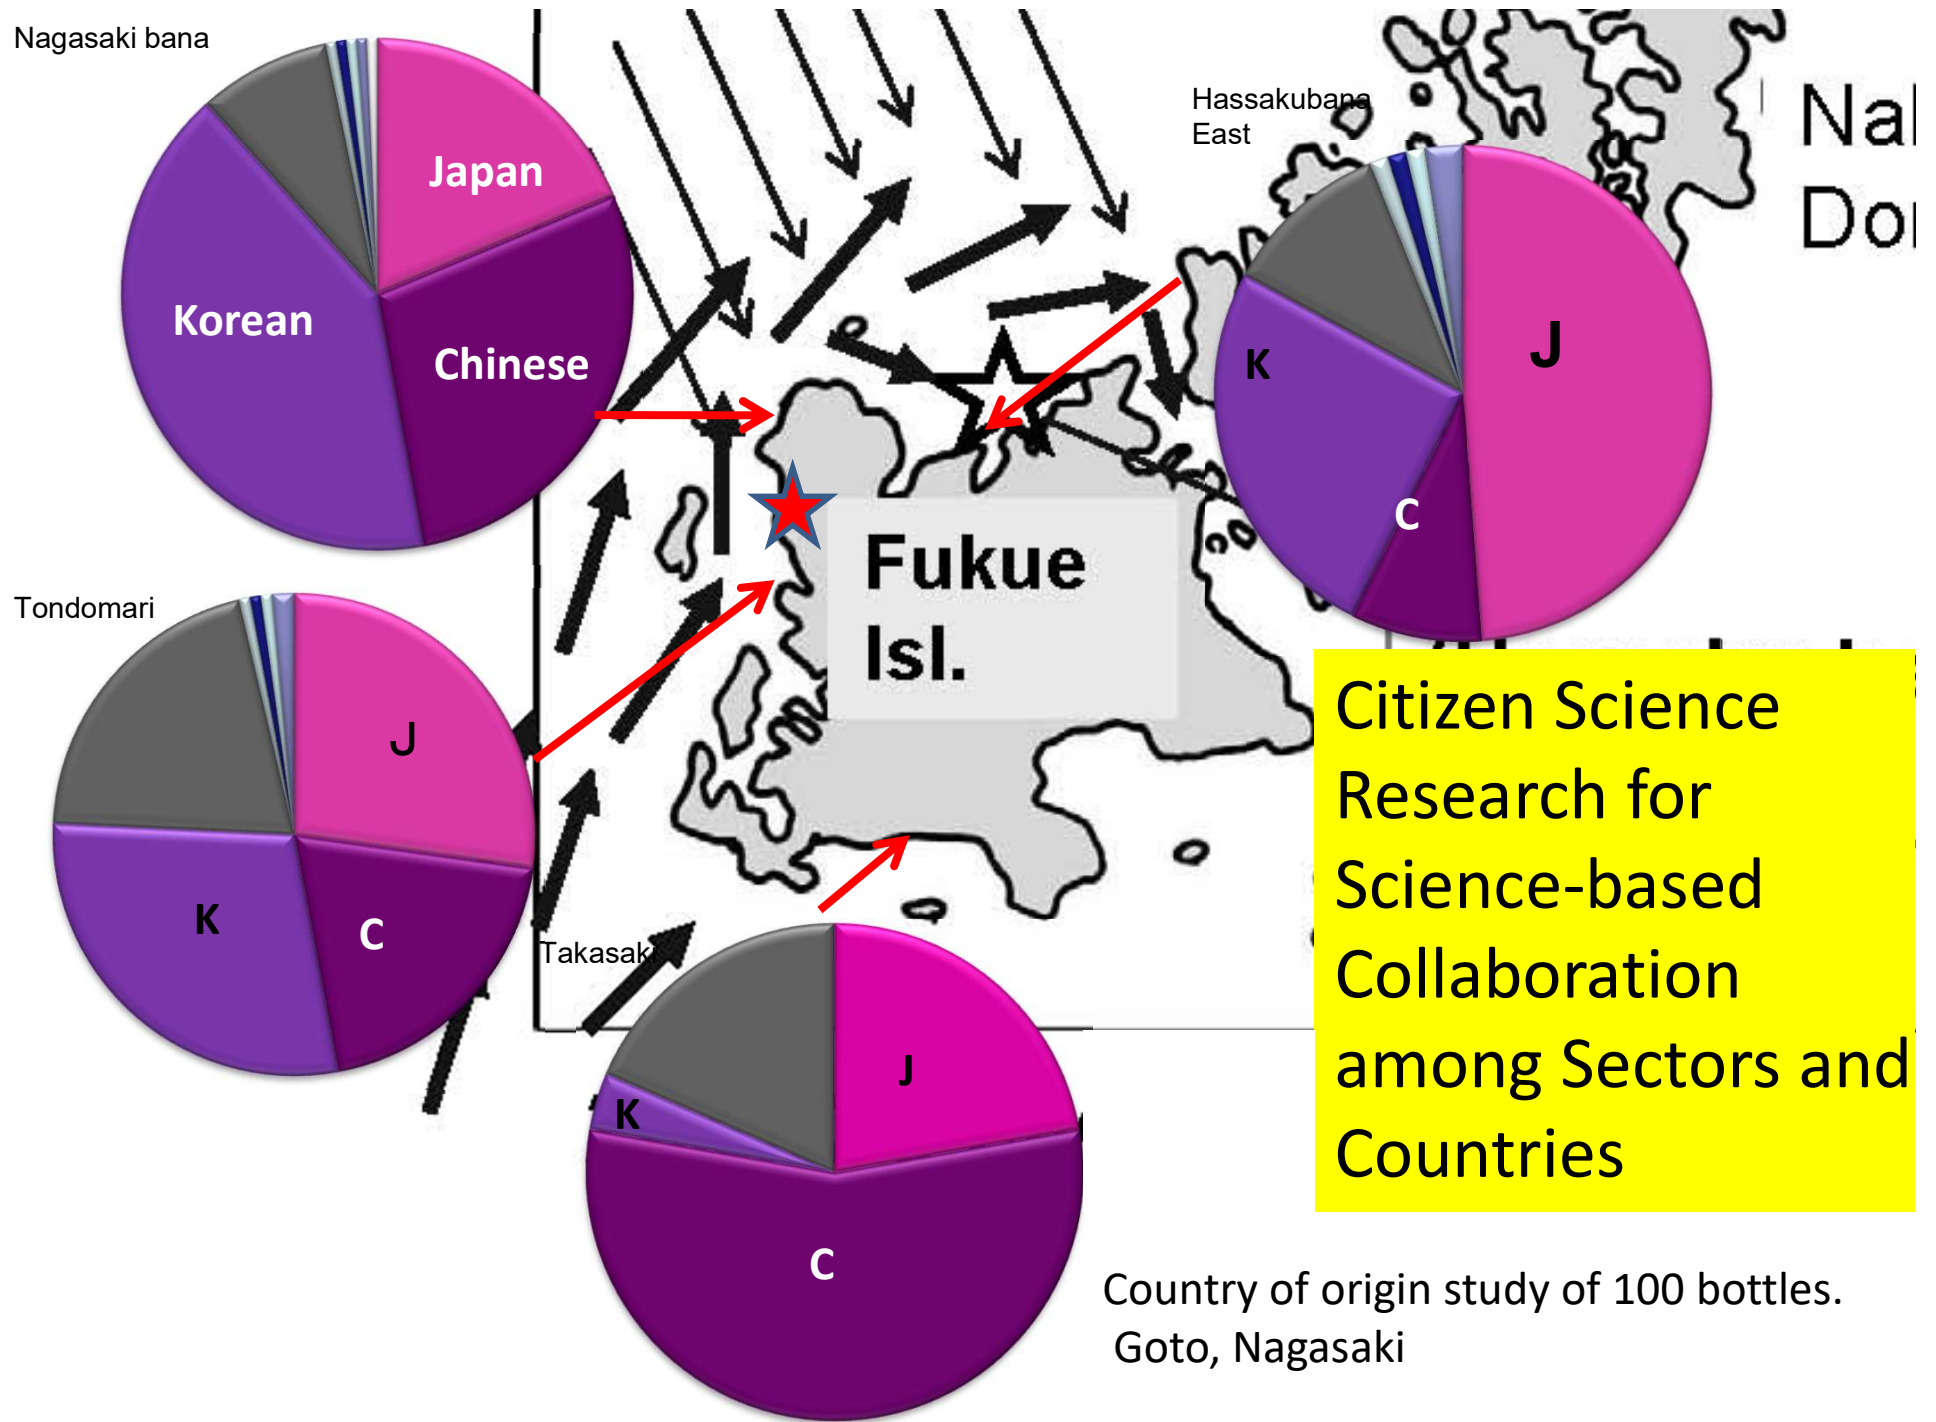 Nagasaki bana
Japan
Korean
Chinese
Hassakubana
East
J
K
C
Fukue
Isl.
Tondomari
J
K
C
Takasaki
J
K
C
Citizen Science
Research for
Science-based
Collaboration
among Sectors and
Countries
Country of origin study of 100 bottles.
Goto, Nagasaki